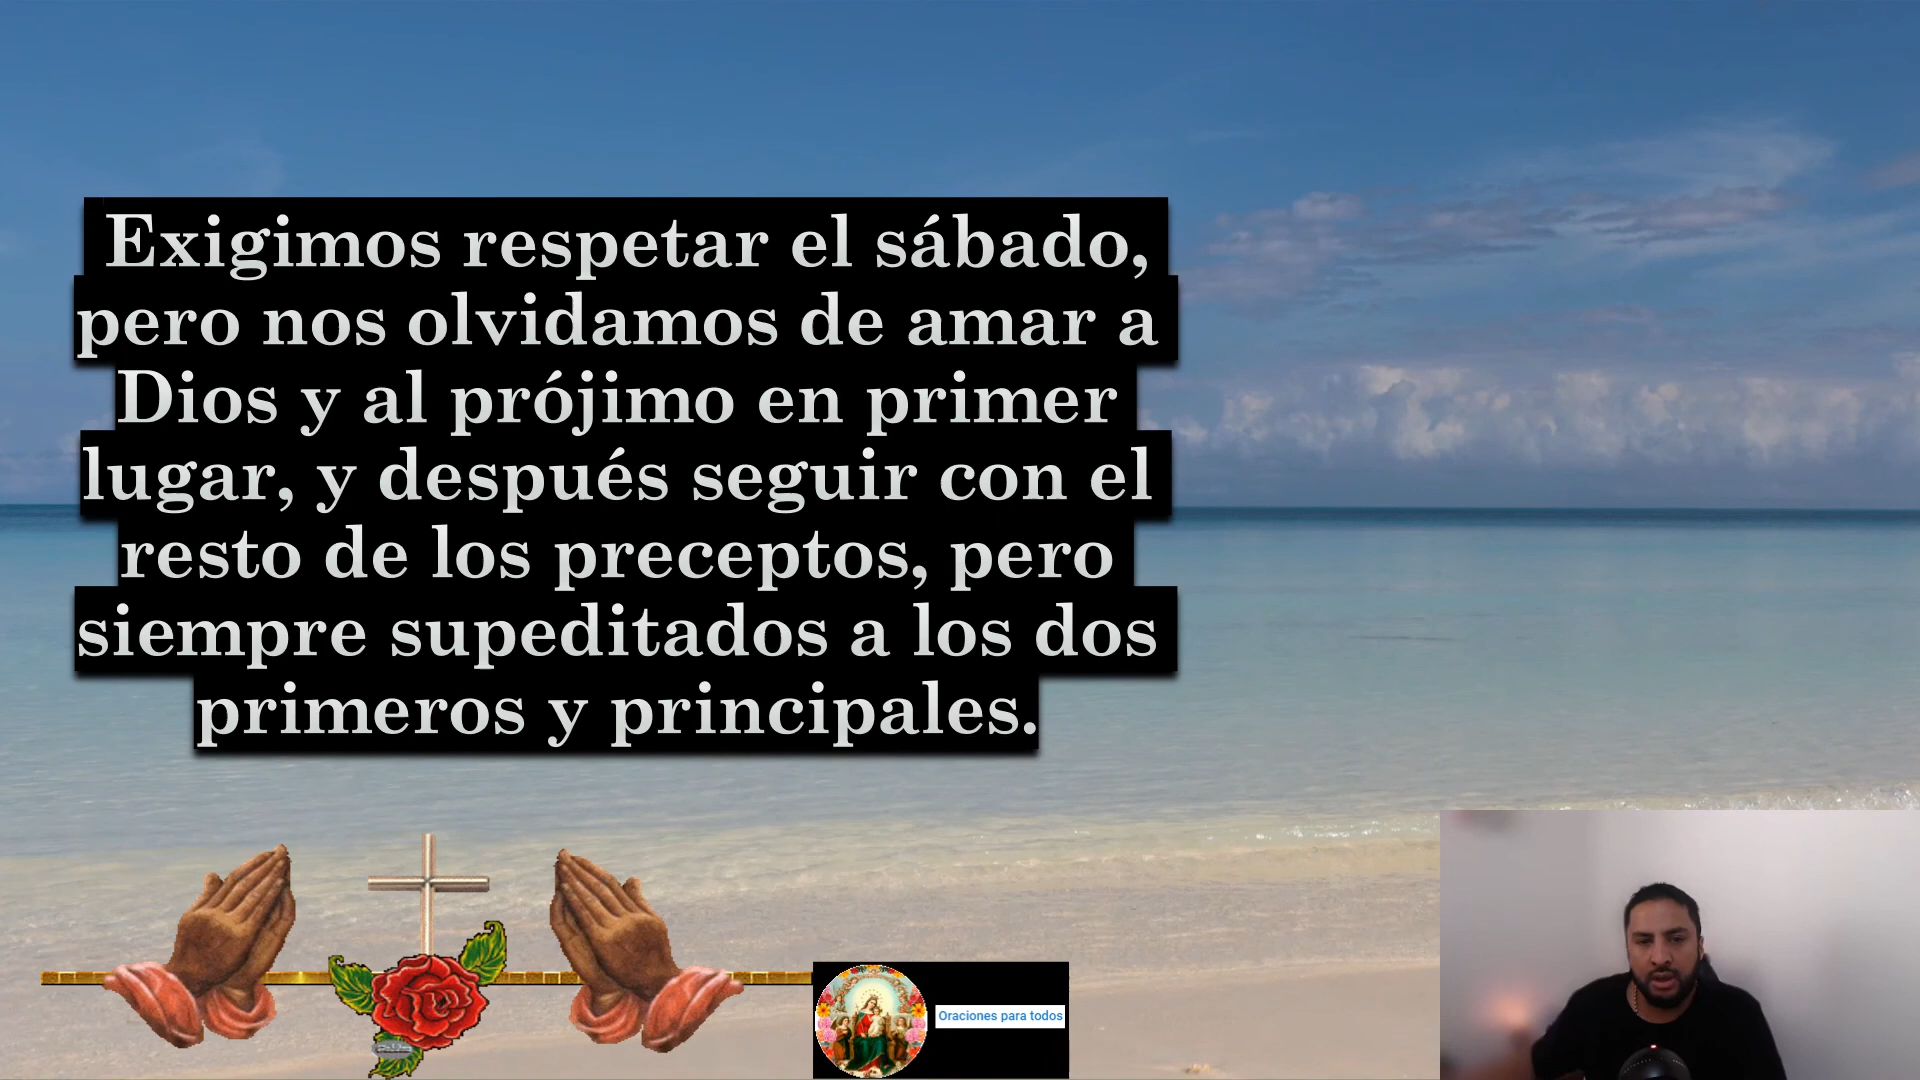 Exigimos respetar el sábado,
pero nos olvidamos de amar a
Dios y al prójimo en primer
lugar, y después seguir con el
resto de los preceptos, pero
siempre supeditados a los dos
primeros y principales.
Oraciones para todos